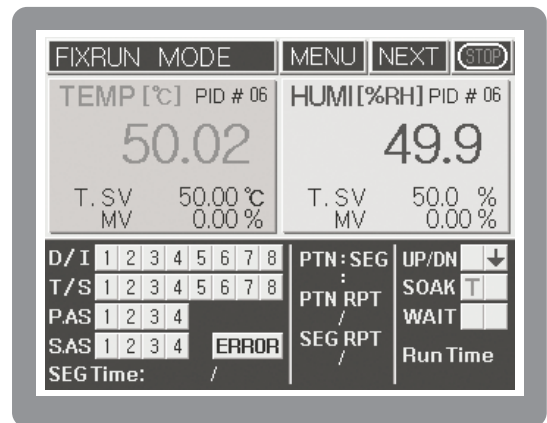 FIXRUN MODE MENU NEXT STOP
TEMP [℃] PID # 06
50.02
T. SV 50.00 ℃
MV 0.00 %
HUMI [%RH] PID # 06
49.9
T. SV 50.0 %
MV 0.00 %
D/I 1 2 3 4 5 6 7 8
T/S 1 2 3 4 5 6 7 8
P.AS 1 2 3 4
S.AS 1 2 3 4 ERROR
SEG Time: /
PTN : SEG
:
PTN RPT
/
SEG RPT
/
UP/DN ↓
SOAK T
WAIT
Run Time